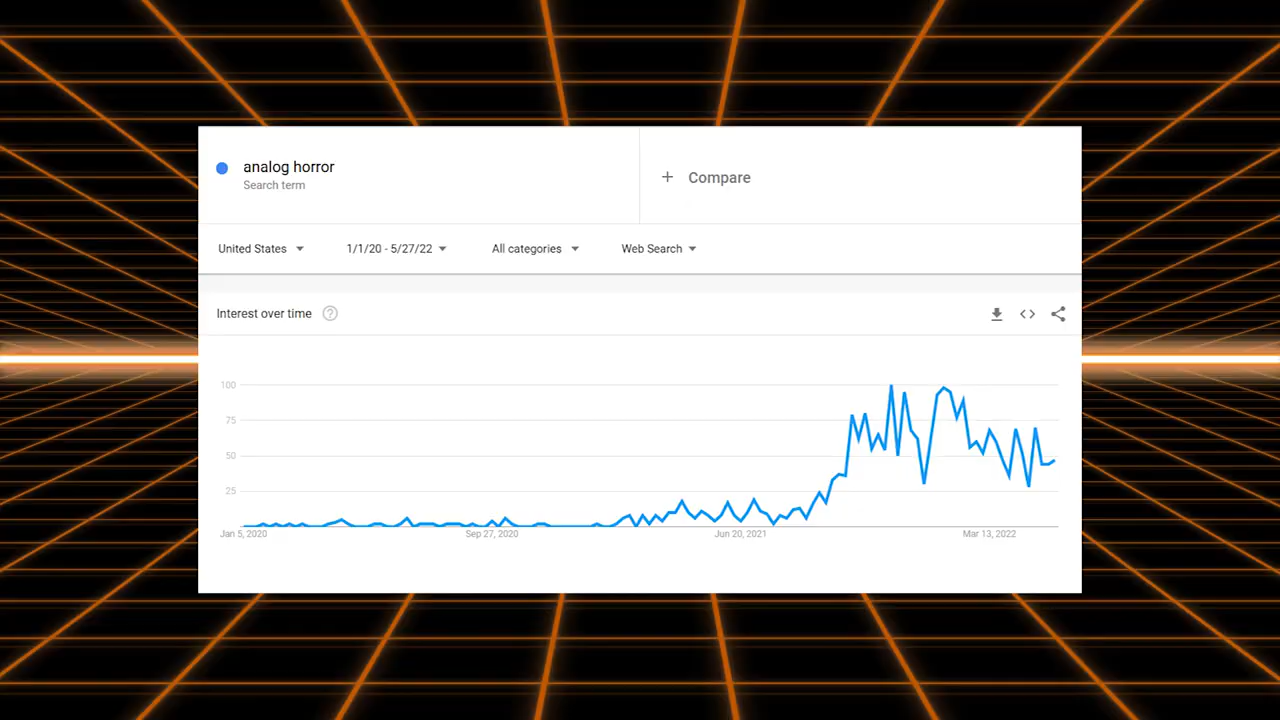 analog horror
Search term
+ Compare
United States
1/1/20 - 5/27/22
All categories
Web Search
Interest over time ?
100
75
50
25
Jan 5, 2020
Sep 27, 2020
Jun 20, 2021
Mar 13, 2022